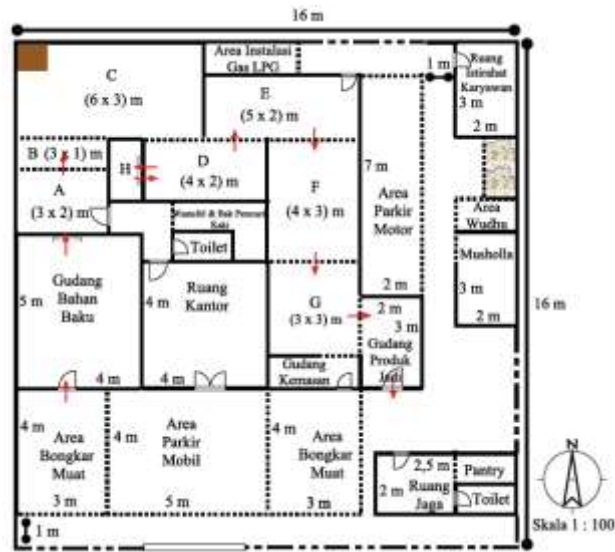 16 m
Area Instalasi
Gas LPG
C
(6 x 3) m
E
(5 x 2) m
1 m
Ruang
Istirahat
Karyawan
3 m
2 m
B (3 x 1) m
H
D
(4 x 2) m
A
(3 x 2) m
F
(4 x 3) m
7 m
Area
Parkir
Motor
2 m
Area
Wudhu
Kaki
Toilet
Musholla
3 m
2 m
16 m
Gudang
Bahan
Baku
5 m
4 m
4 m
Ruang
Kantor
4 m
G
(3 x 3) m
2 m
3 m
Gudang
Produk
Jadi
Gudang
Kemasan
4 m
Area
Bongkar
Muat
3 m
4 m
Area
Parkir
Mobil
5 m
4 m
Area
Bongkar
Muat
3 m
2,5 m
2 m
Ruang
Jaga
Pantry
Toilet
N
Skala 1 : 100
1 m